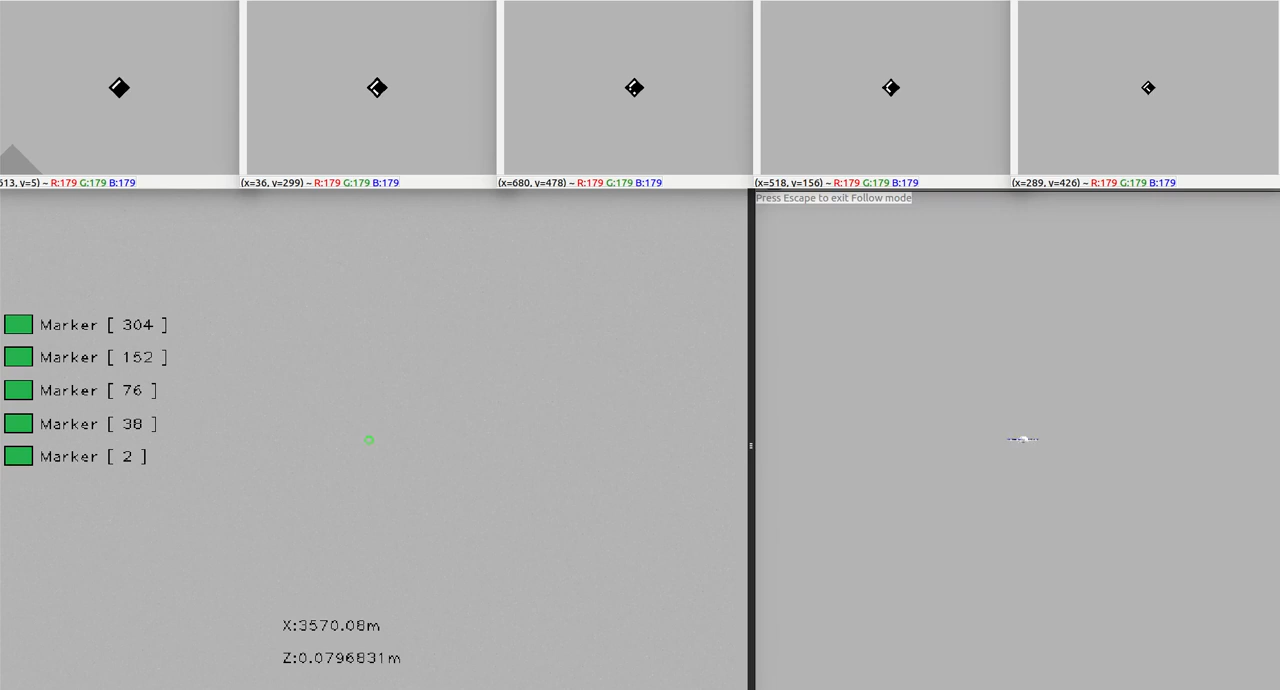 613, y=5) ~ R:179 G:179 B:179
(x=36, y=299) ~ R:179 G:179 B:179
(x=680, y=478) ~ R:179 G:179 B:179
(x=518, y=156) ~ R:179 G:179 B:179
(x=289, y=426) ~ R:179 G:179 B:179
Press Escape to exit Follow mode
Marker [ 304 ]
Marker [ 152 ]
Marker [ 76 ]
Marker [ 38 ]
Marker [ 2 ]
X:3570.08m
Z:0.0796831m